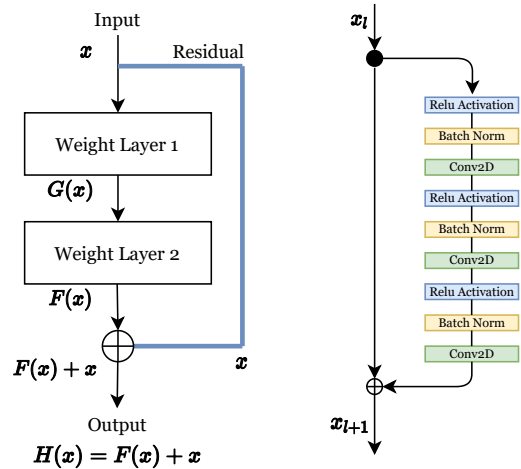 Input
x
Residual
Weight Layer 1
G(x)
Weight Layer 2
F(x)
F(x) + x
x
Output
H(x) = F(x) + x
x_l
Relu Activation
Batch Norm
Conv2D
Relu Activation
Batch Norm
Conv2D
Relu Activation
Batch Norm
Conv2D
x_{l+1}